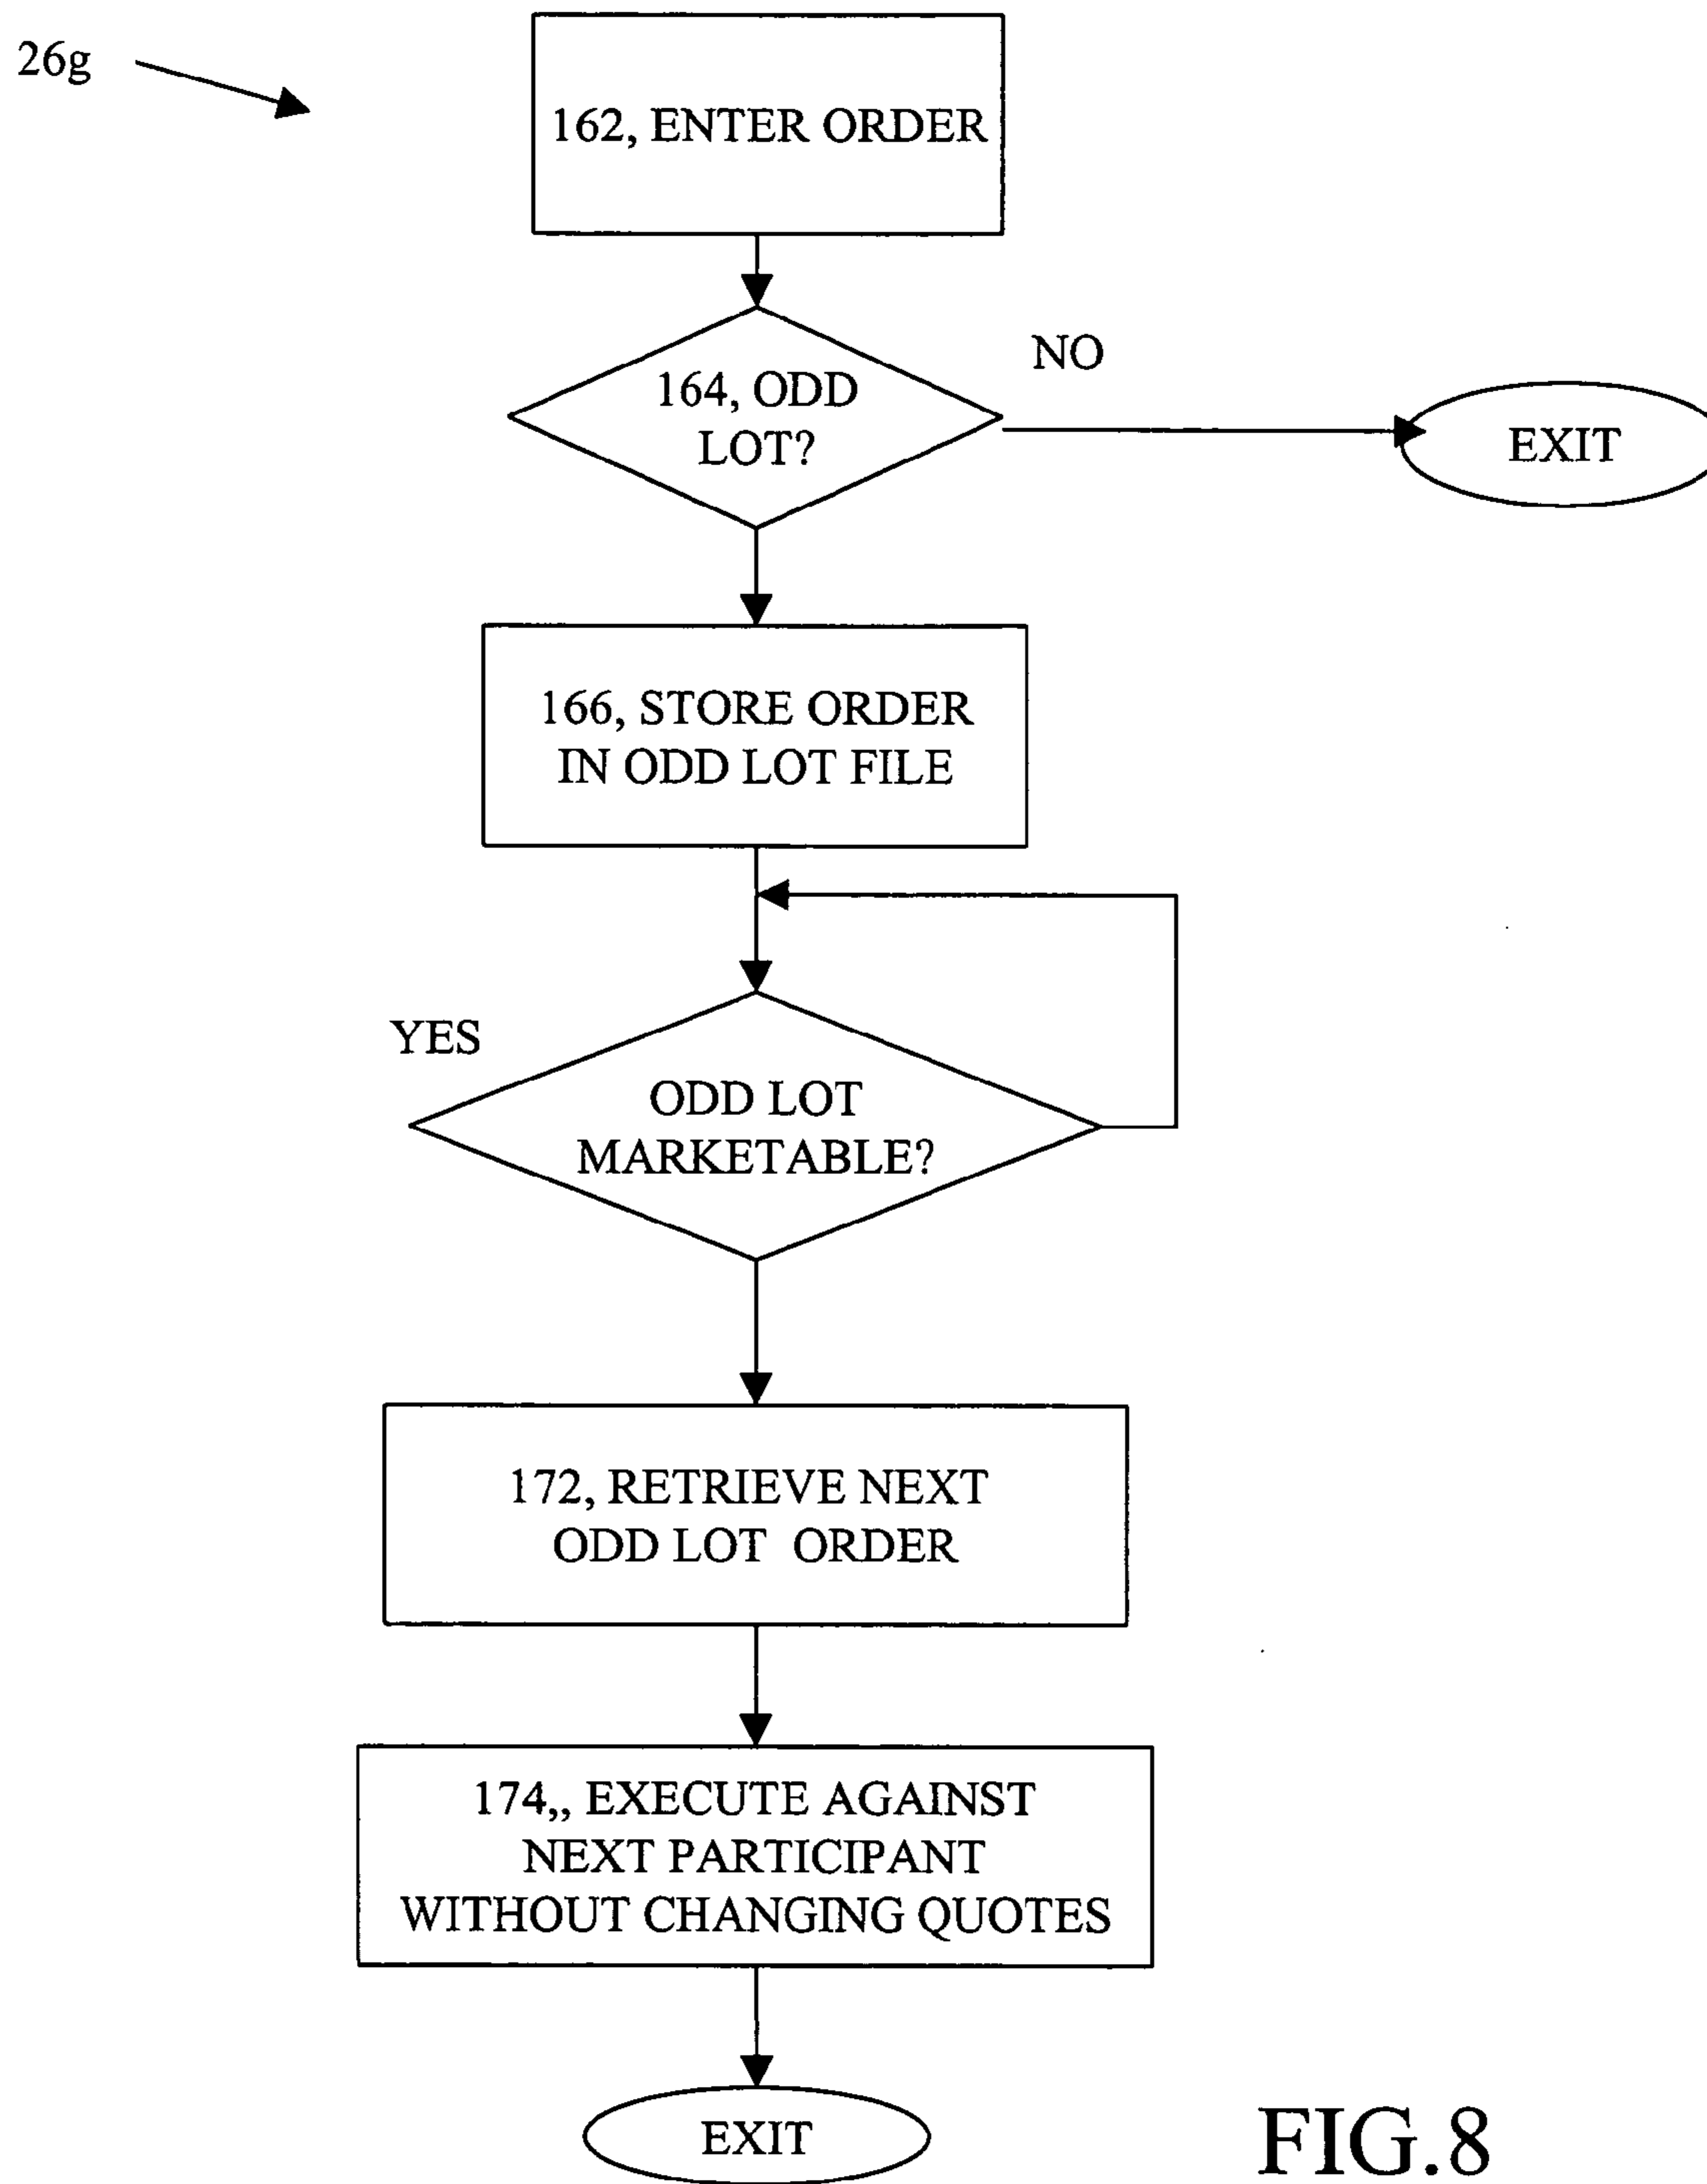 26g
162, ENTER ORDER
164, ODD
LOT?
NO
EXIT
166, STORE ORDER
IN ODD LOT FILE
YES
ODD LOT
MARKETABLE?
172, RETRIEVE NEXT
ODD LOT ORDER
174,, EXECUTE AGAINST
NEXT PARTICIPANT
WITHOUT CHANGING QUOTES
EXIT
FIG.8